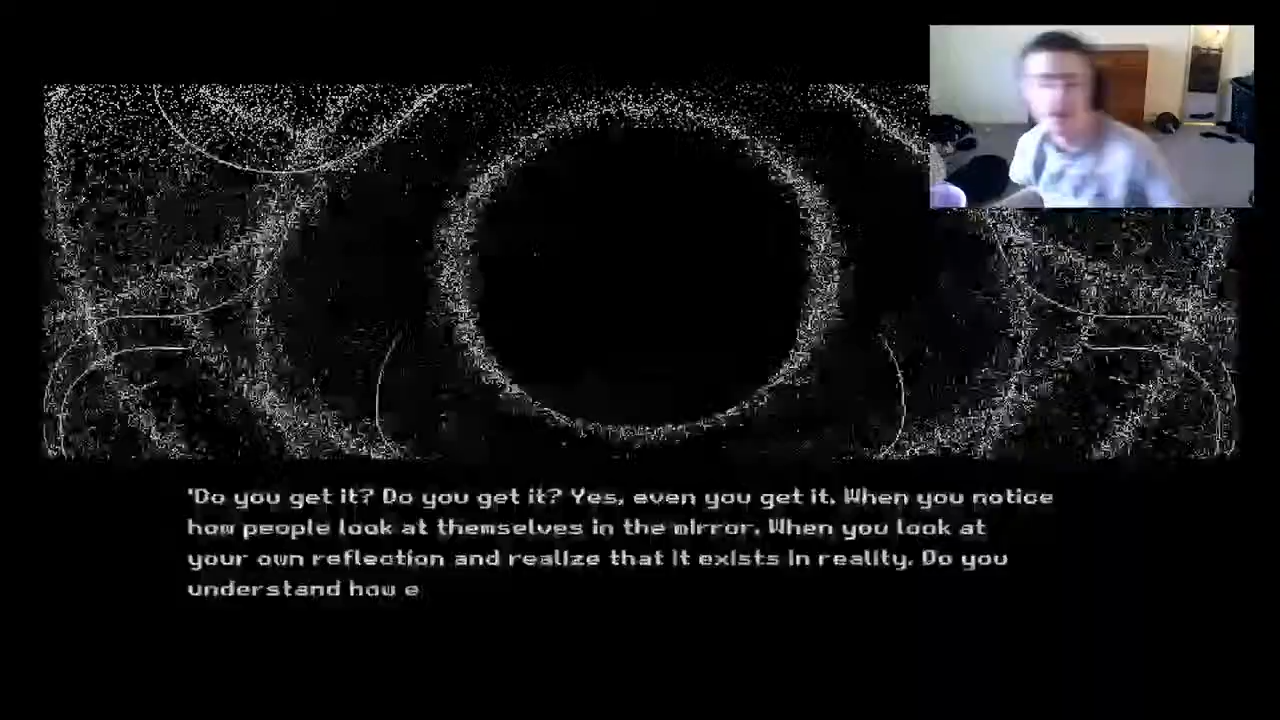 'Do you get it? Do you get it? Yes, even you get it. When you notice
how people look at themselves in the mirror. When you look at
your own reflection and realize that it exists in reality. Do you
understand how e